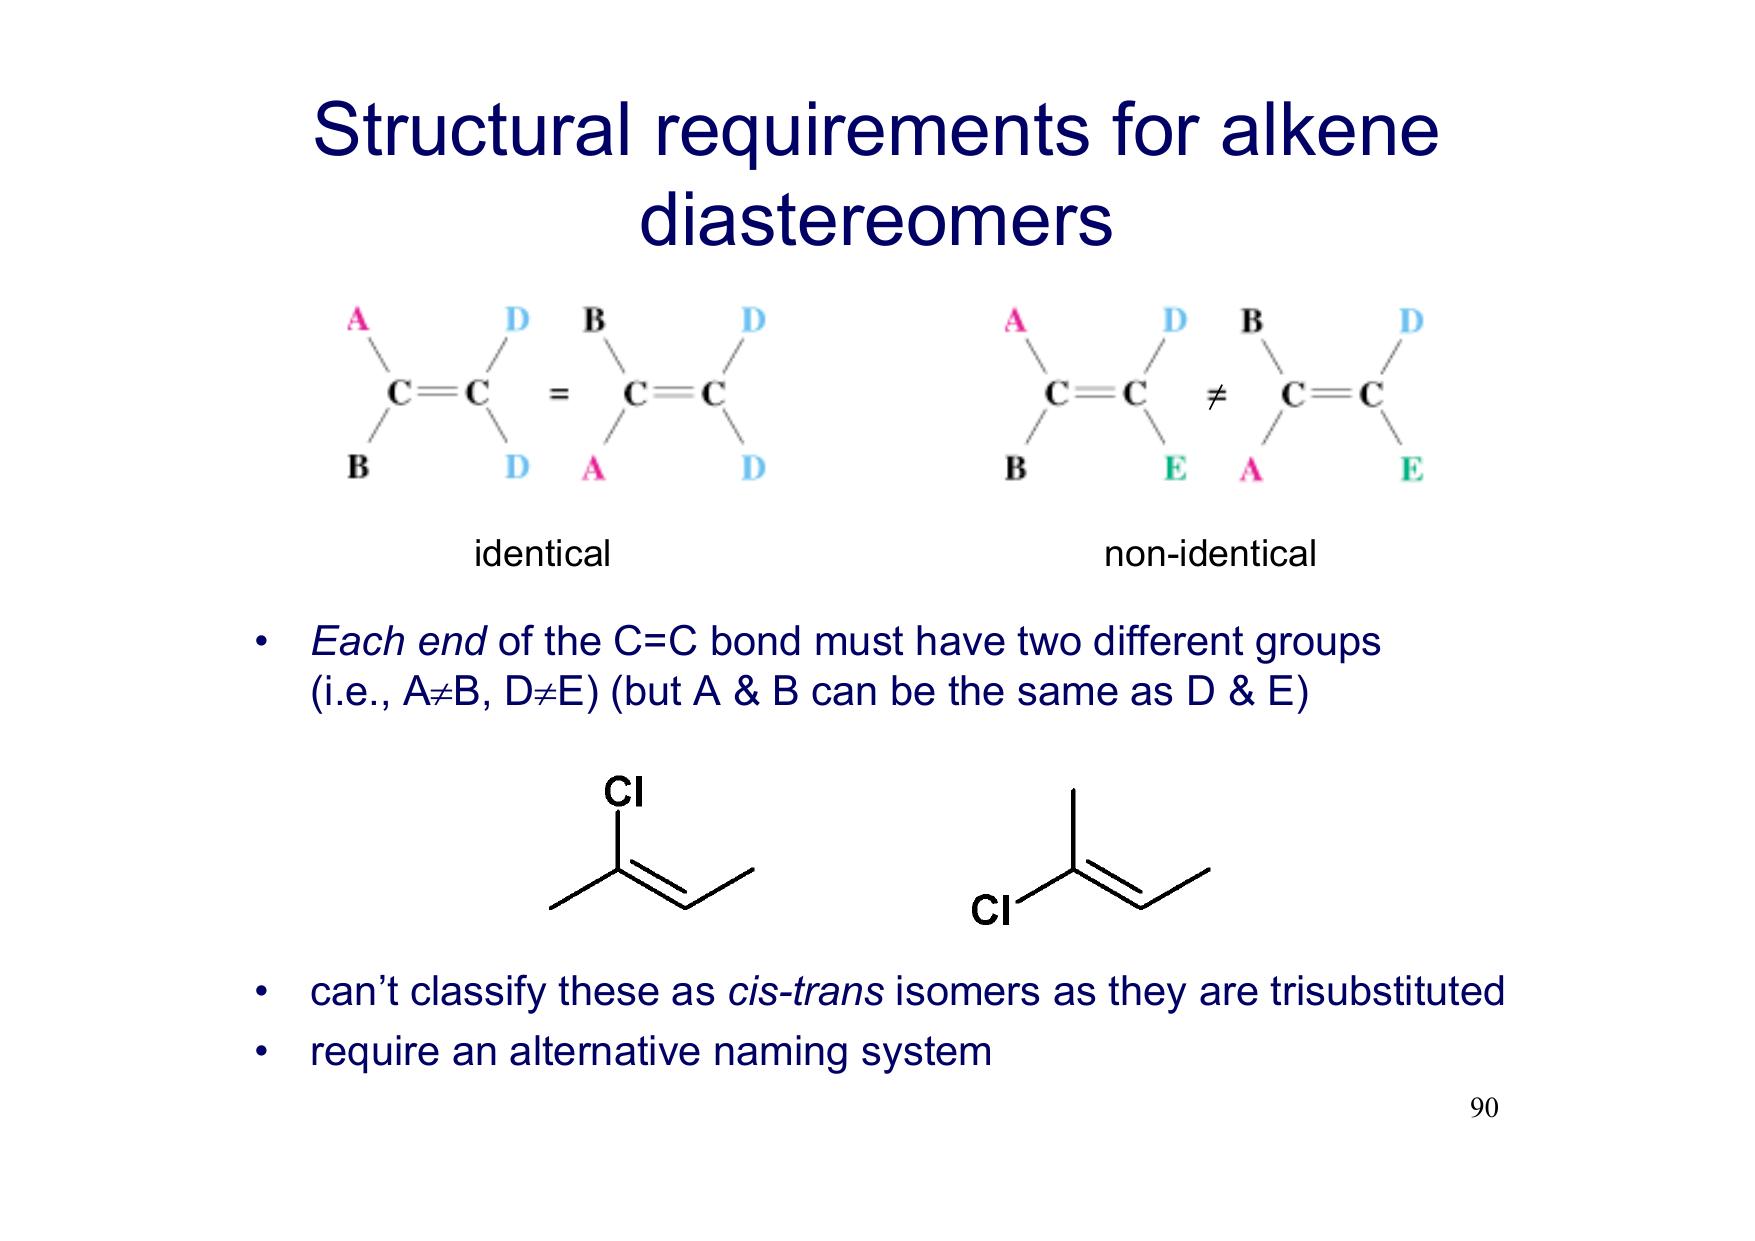 Structural requirements for alkene
diastereomers
A D B D A D B D
C=C = C=C C=C ≠ C=C
B D A D B E A E
identical non-identical
• Each end of the C=C bond must have two different groups
(i.e., A≠B, D≠E) (but A & B can be the same as D & E)
Cl
Cl
• can't classify these as cis-trans isomers as they are trisubstituted
• require an alternative naming system
90